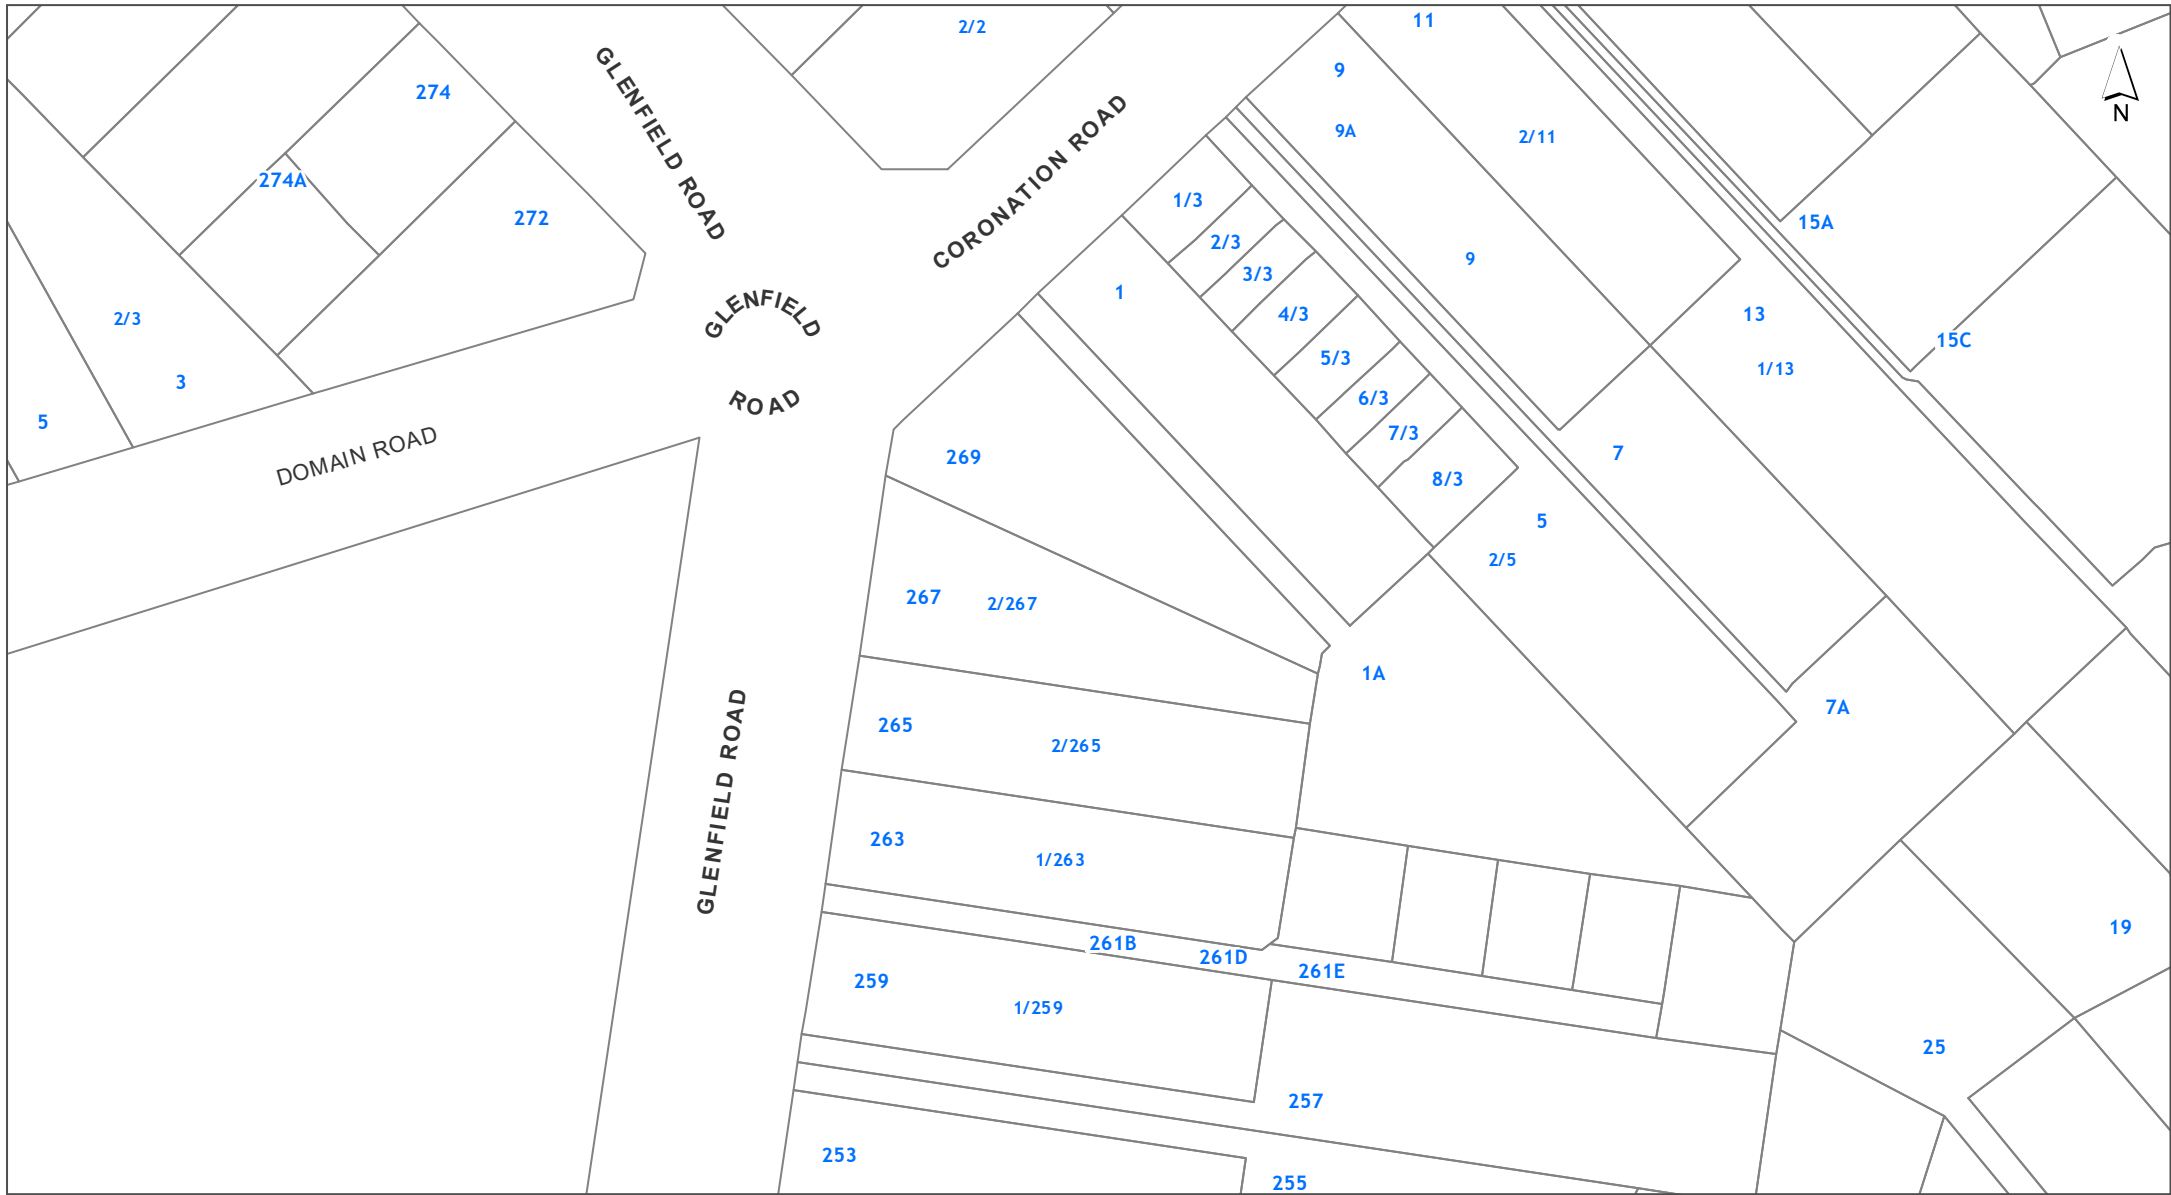 11
2/2
GLENFIELD ROAD
9
274
N
CORONATION ROAD
9A
2/11
274A
1/3
272
15A
2/3
9
3/3
1
4/3
13
2/3
GLENFIELD
ROAD
15C
5/3
1/13
3
6/3
5
7/3
DOMAIN ROAD
7
269
8/3
5
2/5
267
2/267
1A
7A
265
2/265
GLENFIELD ROAD
263
1/263
19
261B
261D
261E
259
1/259
25
257
253
255